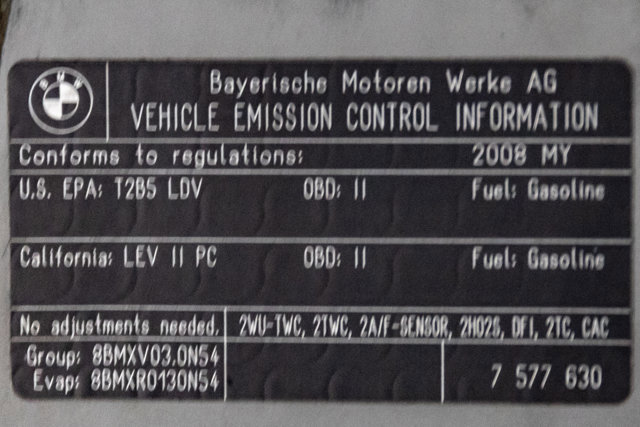 BMW
Bayerische Motoren Werke AG
VEHICLE EMISSION CONTROL INFORMATION
Conforms to regulations: 2008 MY
U.S. EPA: T2B5 LDV OBD: II Fuel: Gasoline
California: LEV II PC OBD: II Fuel: Gasoline
No adjustments needed. 2WU-TWC, 2TWC, 2A/F-SENSOR, 2HO2S, DFI, 2TC, CAC
Group: 8BMXV03.0N54
Evap: 8BMXR0130N54
7 577 630